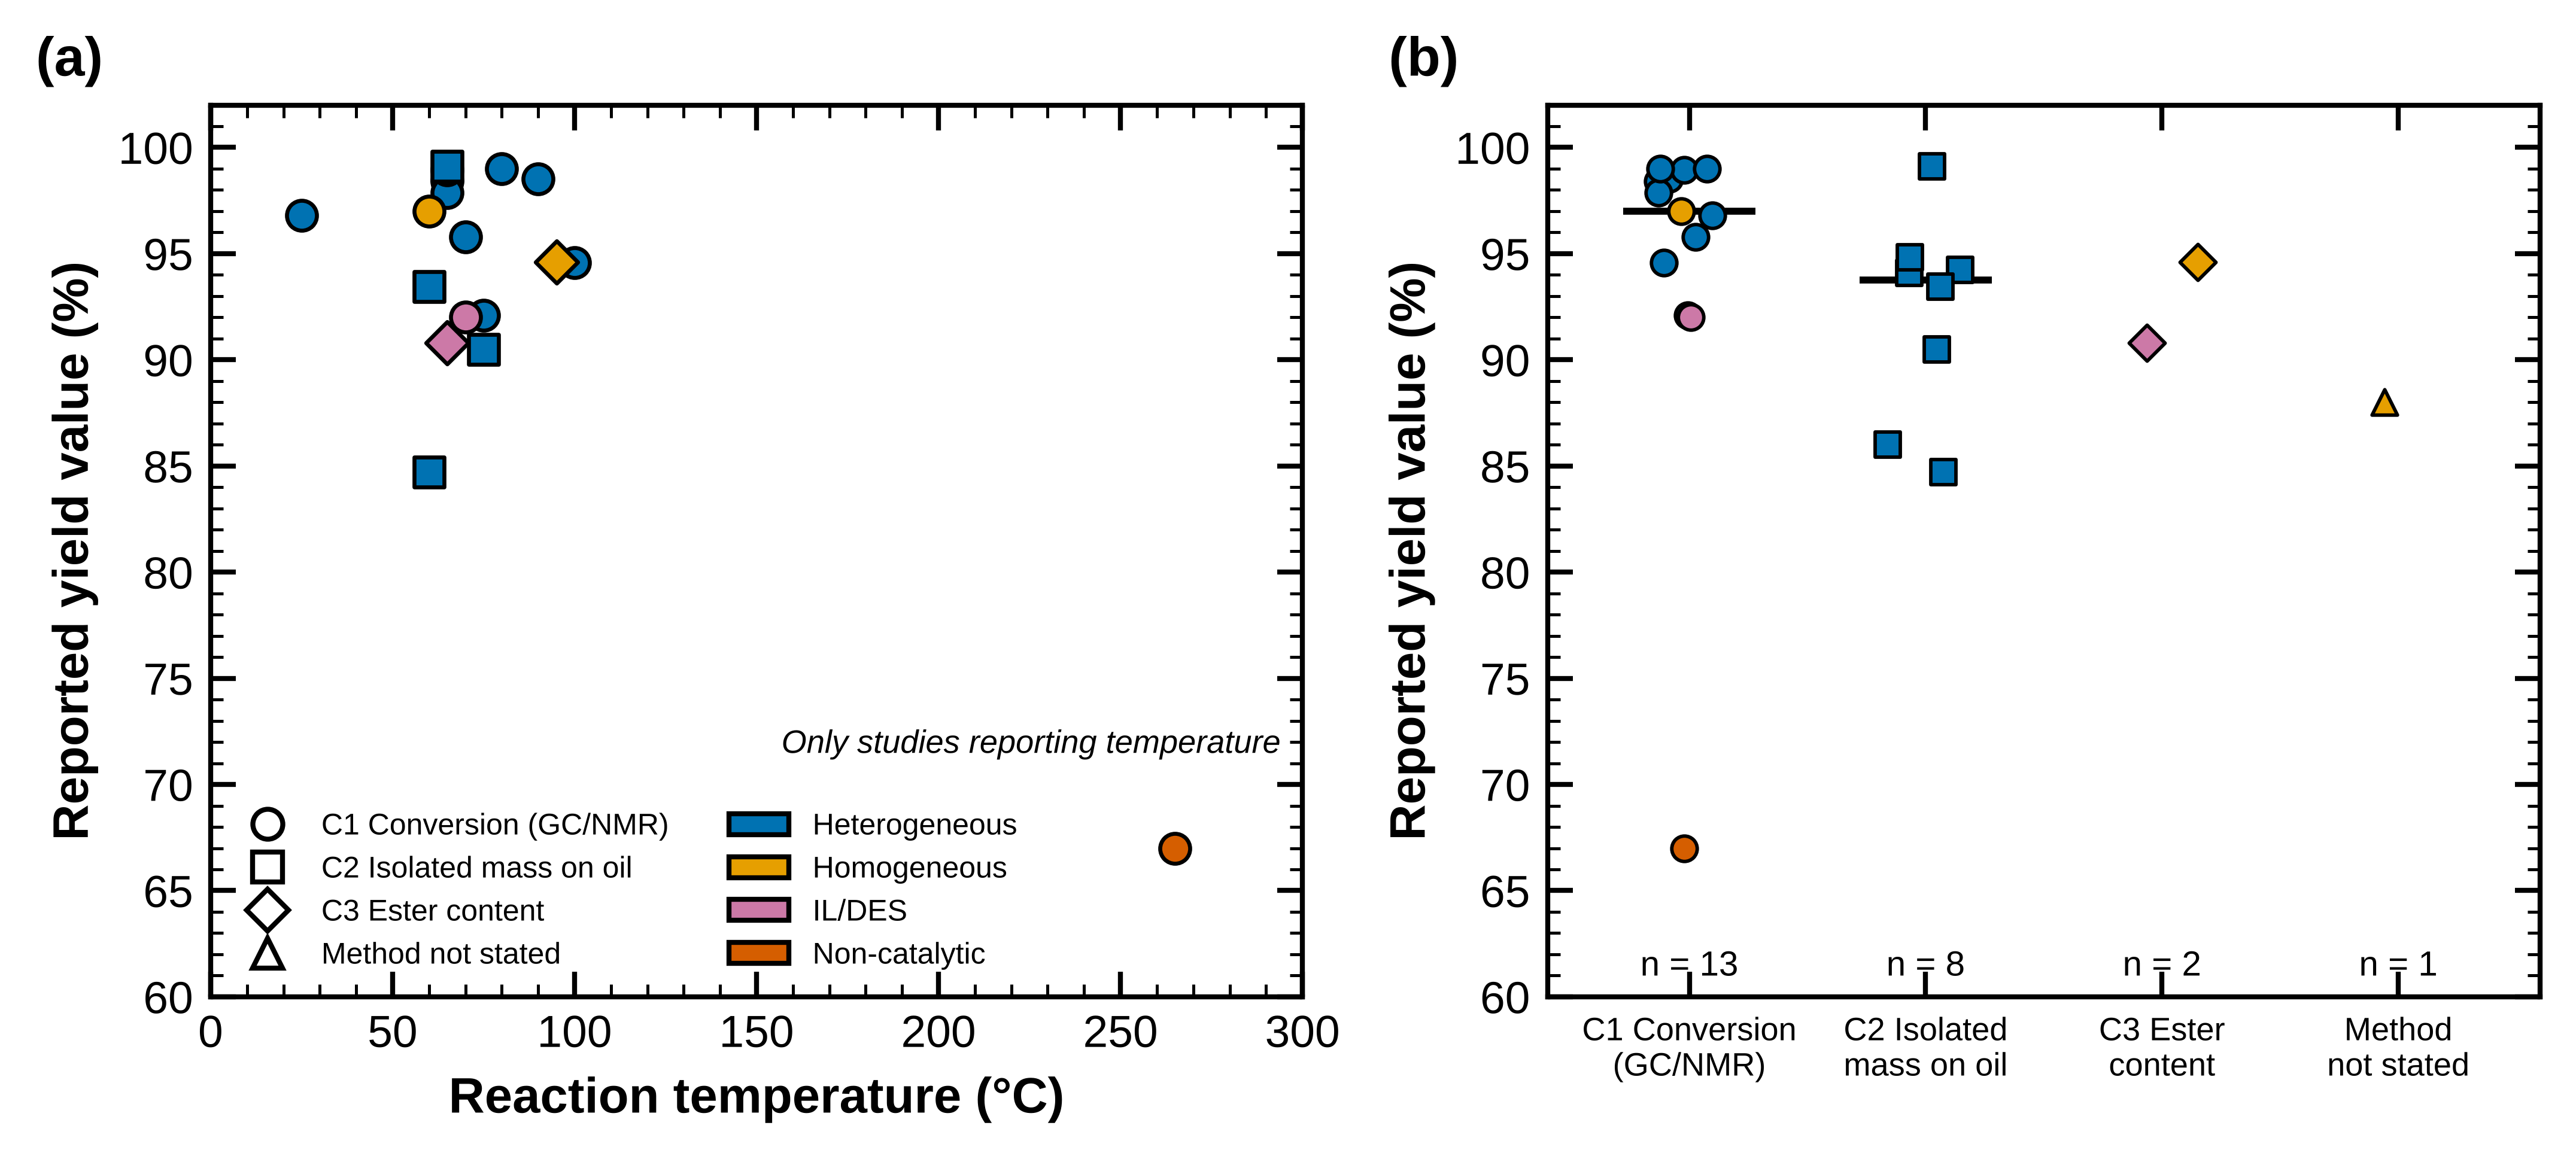 (a)
Reported yield value (%)
100
95
90
85
80
75
70
65
60
0 50 100 150 200 250 300
Reaction temperature (°C)
Only studies reporting temperature
C1 Conversion (GC/NMR)
C2 Isolated mass on oil
C3 Ester content
Method not stated
Heterogeneous
Homogeneous
IL/DES
Non-catalytic
(b)
Reported yield value (%)
100
95
90
85
80
75
70
65
60
n = 13 n = 8 n = 2 n = 1
C1 Conversion
(GC/NMR)
C2 Isolated
mass on oil
C3 Ester
content
Method
not stated